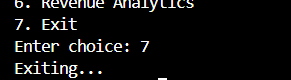 6. Revenue Analytics
7. Exit
Enter choice: 7
Exiting...